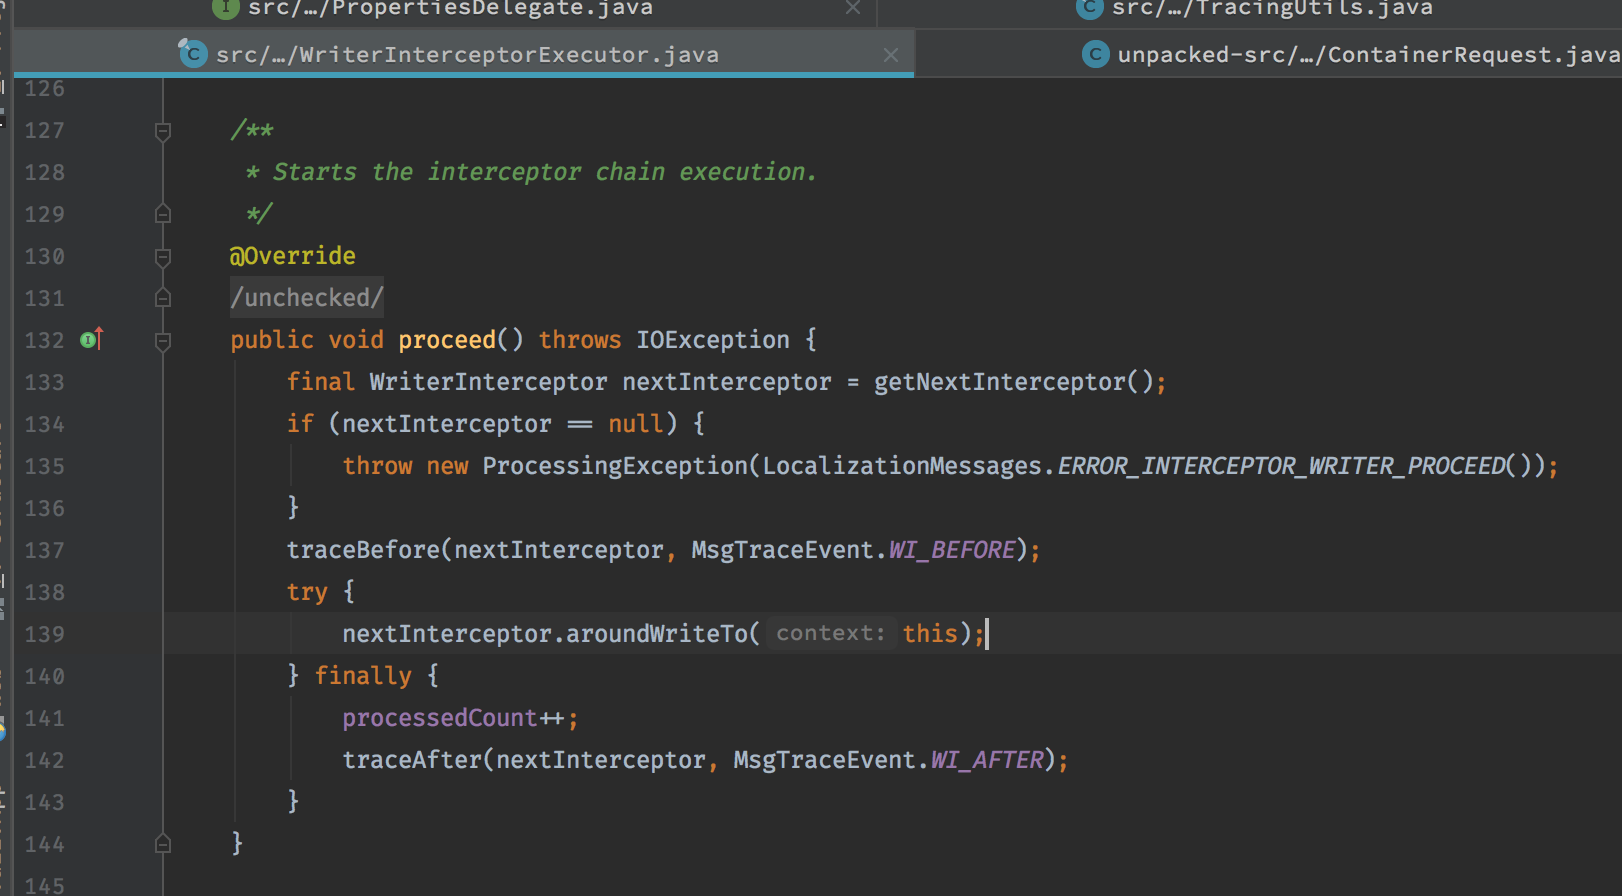 src/…/PropertiesDelegate.java
src/…/TracingUtils.java
src/…/WriterInterceptorExecutor.java
unpacked-src/…/ContainerRequest.java
126
127 /**
128 * Starts the interceptor chain execution.
129 */
130 @Override
131 /unchecked/
132 public void proceed() throws IOException {
133 final WriterInterceptor nextInterceptor = getNextInterceptor();
134 if (nextInterceptor == null) {
135 throw new ProcessingException(LocalizationMessages.ERROR_INTERCEPTOR_WRITER_PROCEED());
136 }
137 traceBefore(nextInterceptor, MsgTraceEvent.WI_BEFORE);
138 try {
139 nextInterceptor.aroundWriteTo( context: this);
140 } finally {
141 processedCount++;
142 traceAfter(nextInterceptor, MsgTraceEvent.WI_AFTER);
143 }
144 }
145